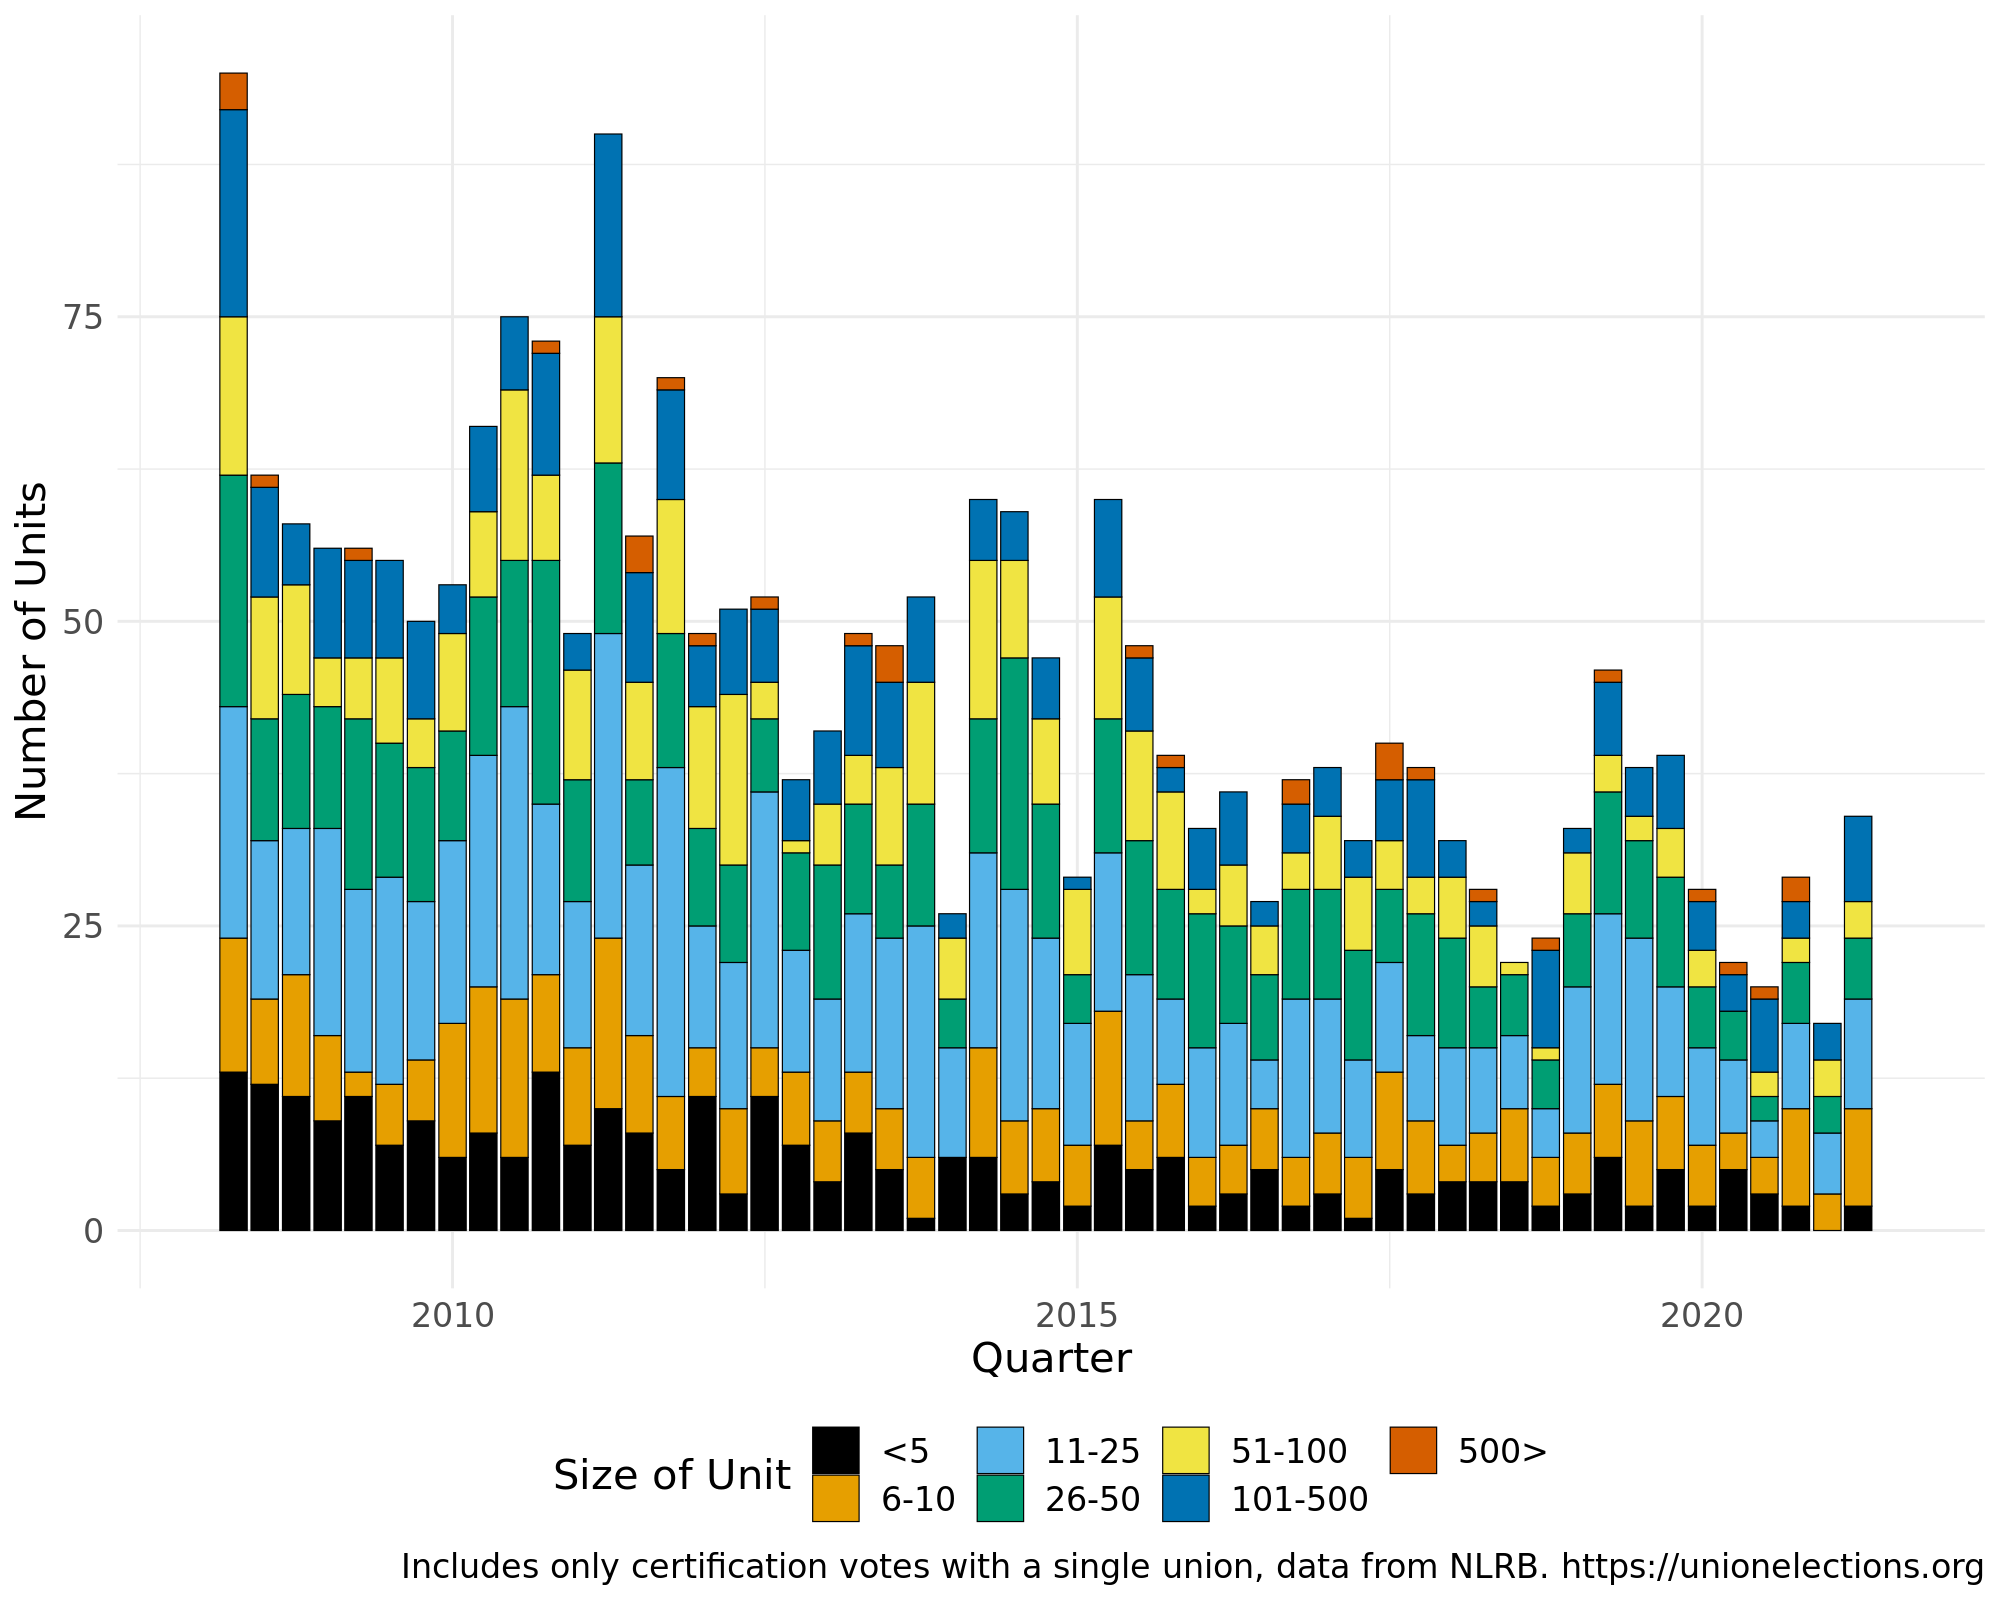 75
50
25
0
Number of Units
2010 2015 2020
Quarter
Size of Unit
<5 11-25 51-100 500>
6-10 26-50 101-500
Includes only certification votes with a single union, data from NLRB. https://unionelections.org